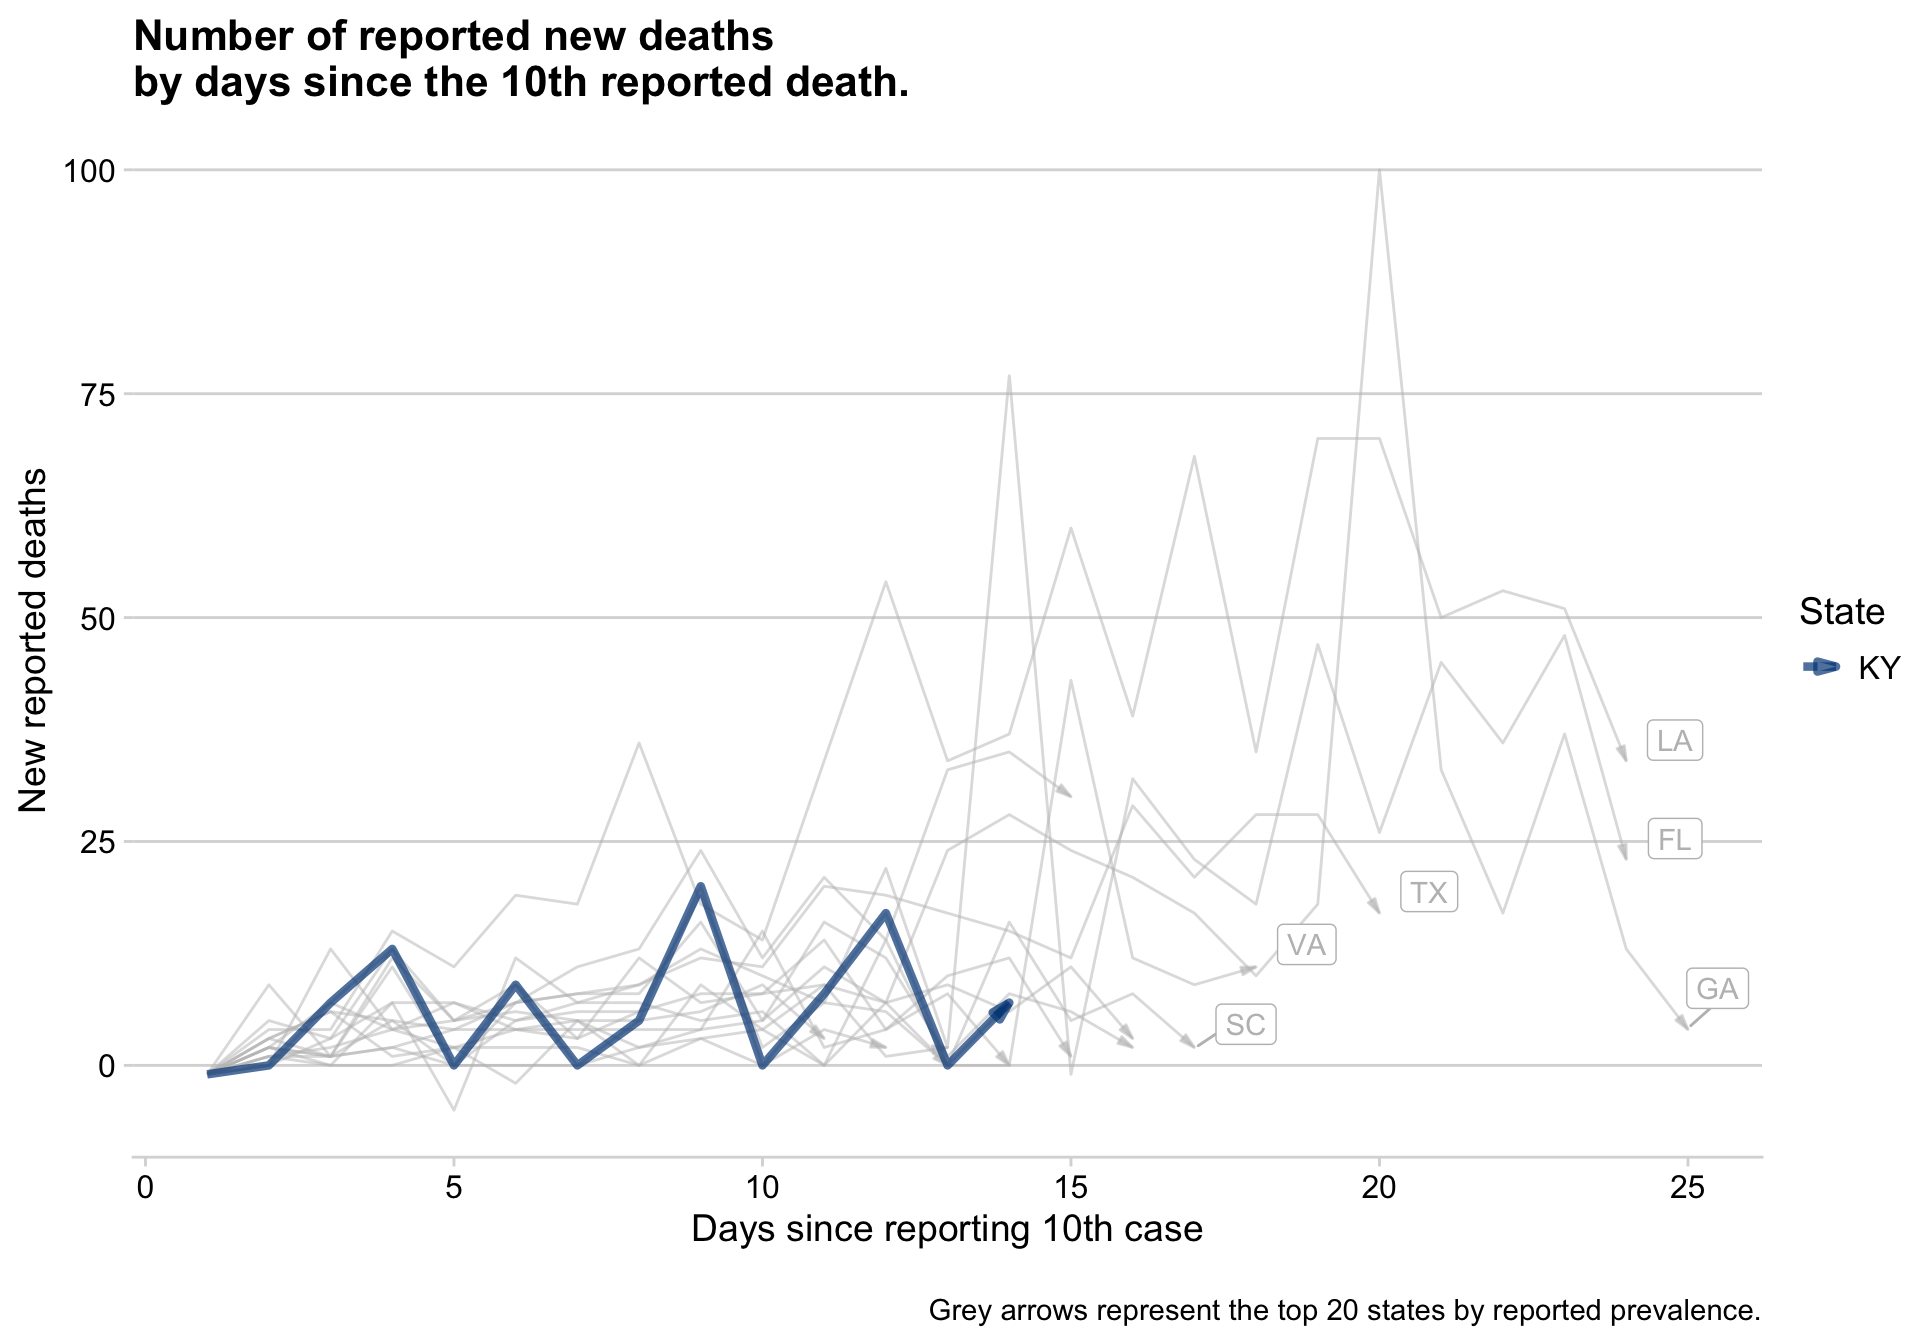 Number of reported new deaths
by days since the 10th reported death.
100
75
50
25
0
New reported deaths
LA
FL
TX
VA
GA
SC
State
KY
0 5 10 15 20 25
Days since reporting 10th case
Grey arrows represent the top 20 states by reported prevalence.